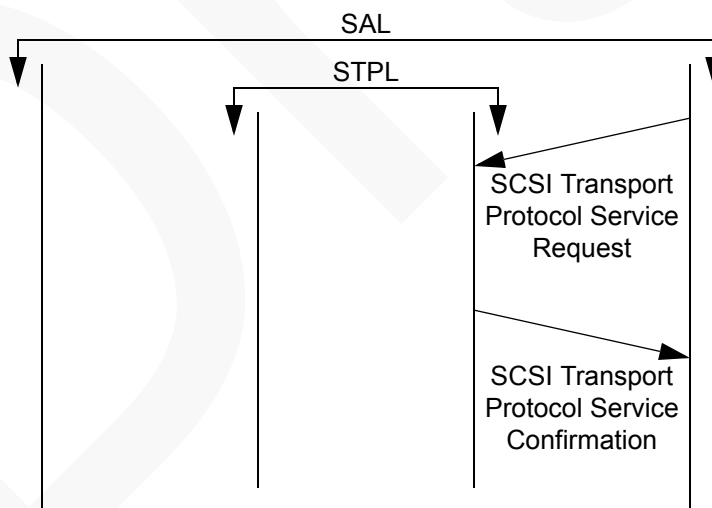 SAL
STPL
SCSI Transport
Protocol Service
Request
SCSI Transport
Protocol Service
Confirmation